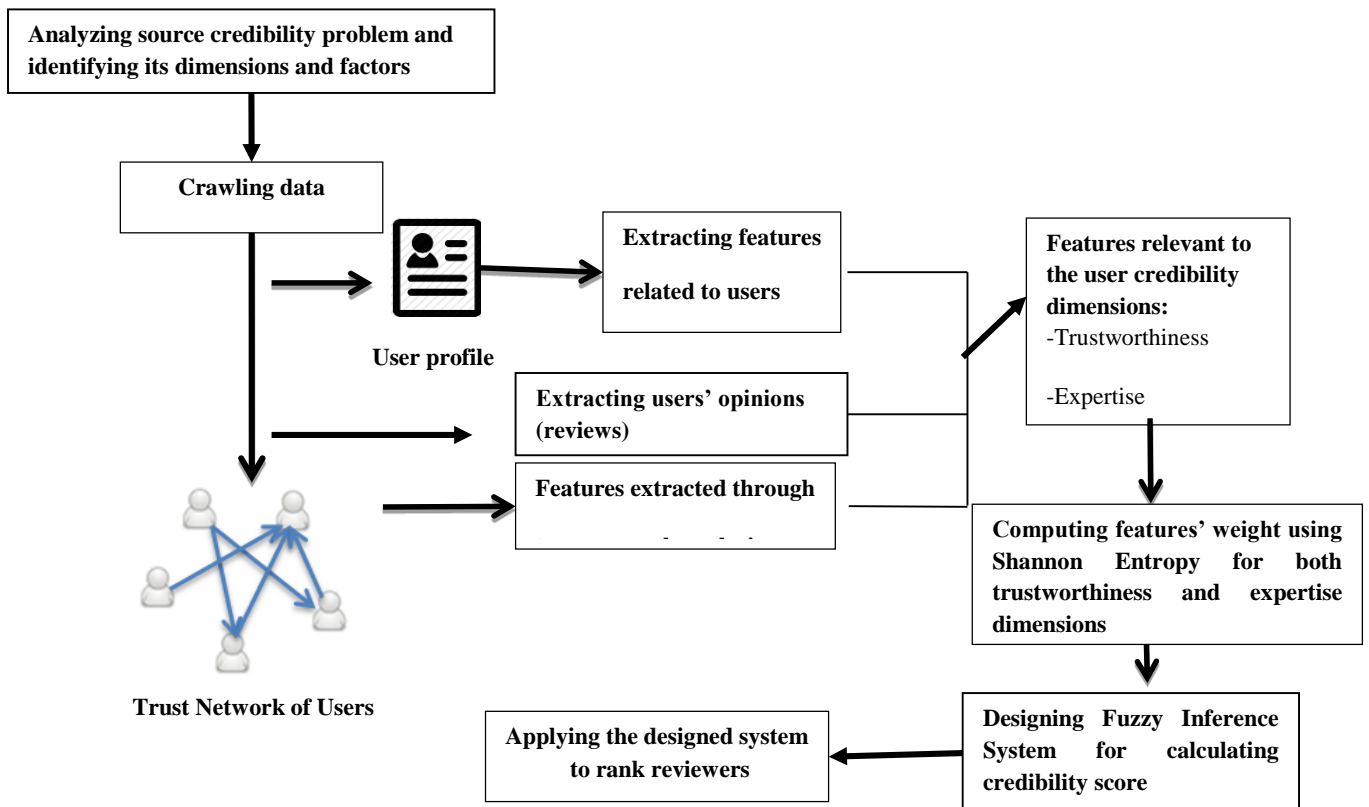 Analyzing source credibility problem and
identifying its dimensions and factors
Crawling data
Extracting features
related to users
User profile
Extracting users’ opinions
(reviews)
Features extracted through
Trust Network of Users
Features relevant to
the user credibility
dimensions:
-Trustworthiness
-Expertise
Computing features’ weight using
Shannon Entropy for both
trustworthiness and expertise
dimensions
Designing Fuzzy Inference
System for calculating
credibility score
Applying the designed system
to rank reviewers